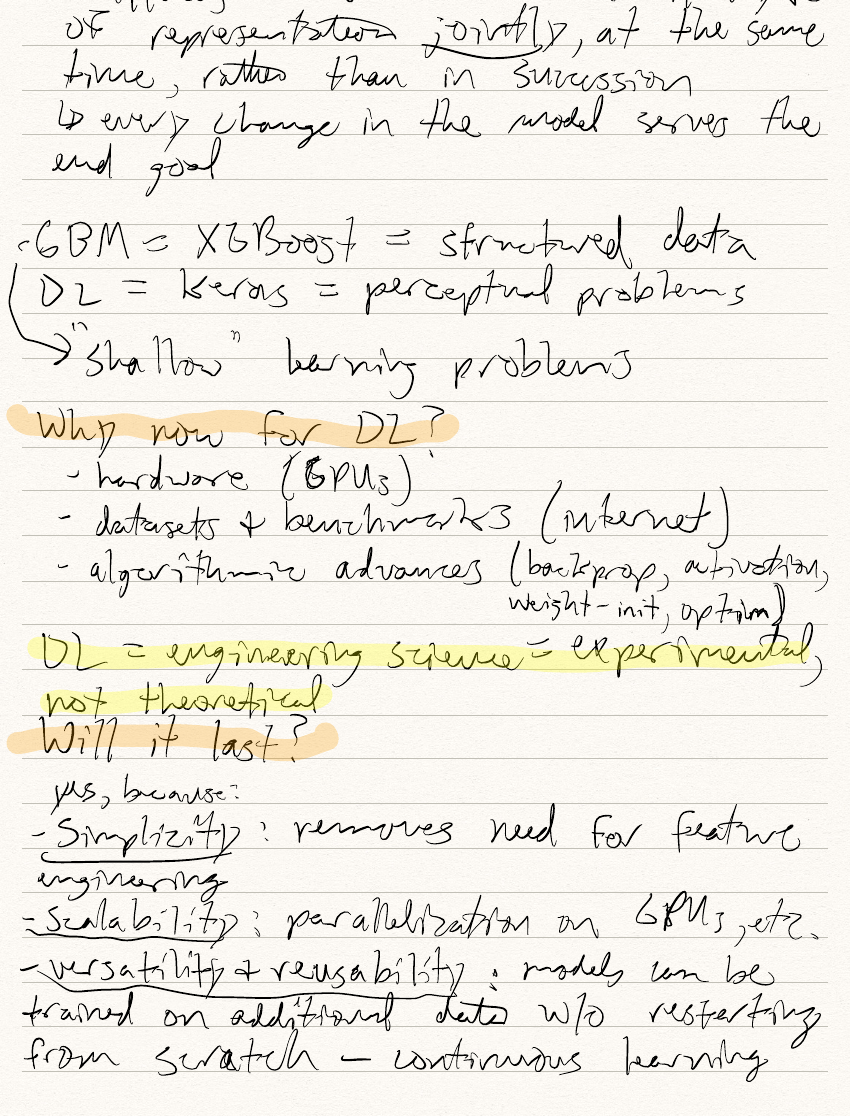 of representation jointly, at the same
time, rather than in succession
↳ every change in the model serves the
end goal
- GBM = XGBoost = structured data
DL = Keras = perceptual problems
→ "shallow" learning problems
Why now for DL?
- hardware (GPUs)
- datasets + benchmarks (internet)
- algorithmic advances (backprop, activation,
weight-init, optim)
DL = engineering science = experimental,
not theoretical
Will it last?
yes, because:
- Simplicity: removes need for feature
engineering
- Scalability: parallelization on GPUs, etc.
- versatility + reusability: models can be
trained on additional data w/o restarting
from scratch - continuous learning